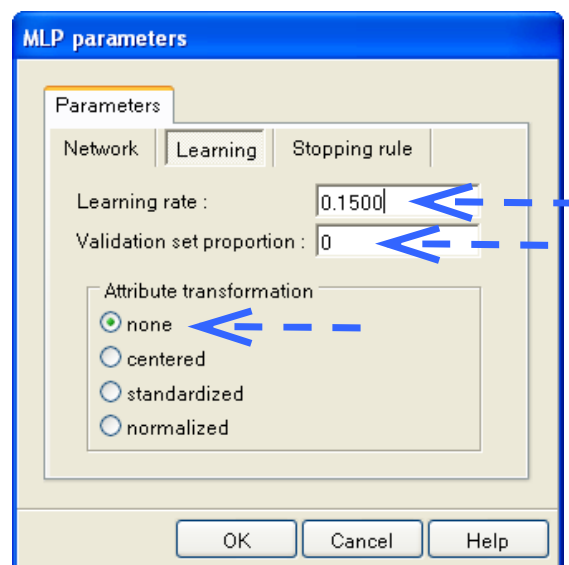 MLP parameters
Parameters
Network Learning Stopping rule
Learning rate : 0.1500
Validation set proportion : 0
Attribute transformation
none
centered
standardized
normalized
OK Cancel Help